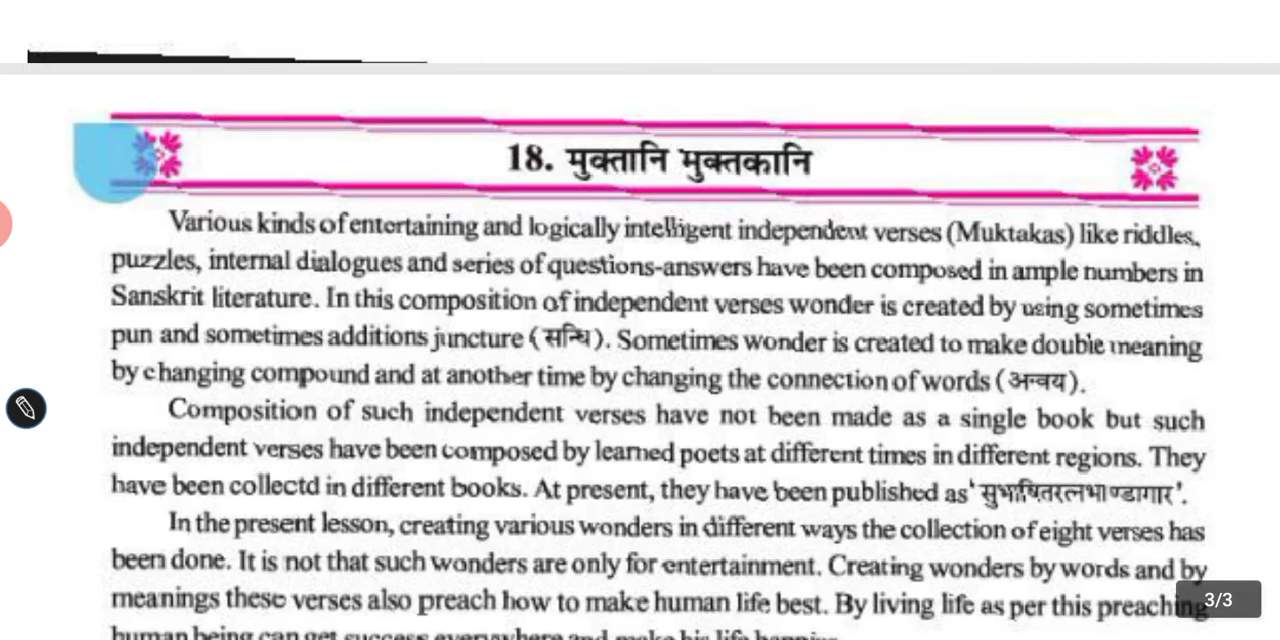 18. मुक्तानि मुक्तकानि
Various kinds of entertaining and logically intelligent independent verses (Muktakas) like riddles,
puzzles, internal dialogues and series of questions-answers have been composed in ample numbers in
Sanskrit literature. In this composition of independent verses wonder is created by using sometimes
pun and sometimes additions juncture (सन्धि). Sometimes wonder is created to make double meaning
by changing compound and at another time by changing the connection of words (अन्वय).
Composition of such independent verses have not been made as a single book but such
independent verses have been composed by learned poets at different times in different regions. They
have been collectd in different books. At present, they have been published as ' सुभाषितरत्नभाण्डागार '.
In the present lesson, creating various wonders in different ways the collection of eight verses has
been done. It is not that such wonders are only for entertainment. Creating wonders by words and by
meanings these verses also preach how to make human life best. By living life as per this preaching
human being can get success everywhere and make his life happier.
3/3